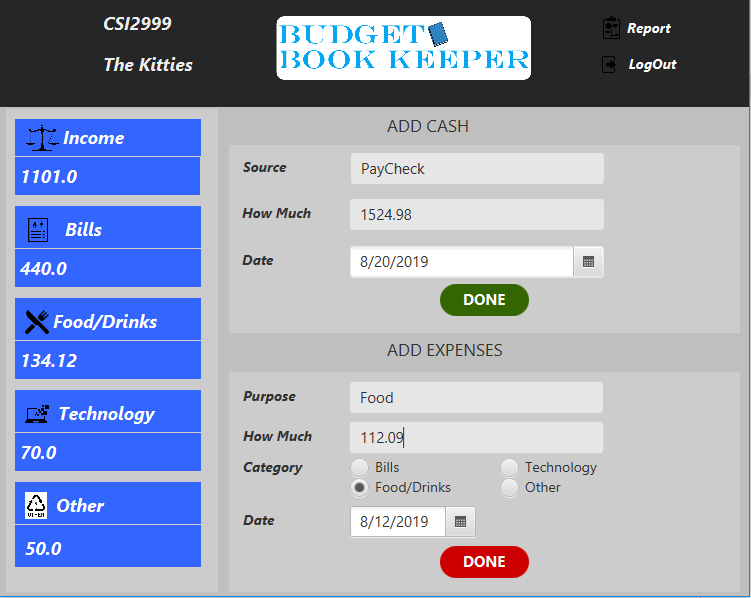 CSI2999
The Kitties
BUDGET
BOOK KEEPER
Report
LogOut
Income
1101.0
Bills
440.0
Food/Drinks
134.12
Technology
70.0
Other
50.0
ADD CASH
Source PayCheck
How Much 1524.98
Date 8/20/2019
DONE
ADD EXPENSES
Purpose Food
How Much 112.09
Category Bills Technology
Food/Drinks Other
Date 8/12/2019
DONE